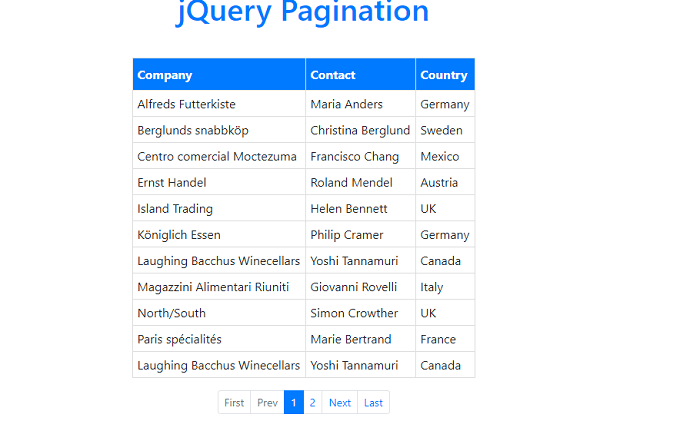 jQuery Pagination
Company Contact Country
Alfreds Futterkiste Maria Anders Germany
Berglunds snabbköp Christina Berglund Sweden
Centro comercial Moctezuma Francisco Chang Mexico
Ernst Handel Roland Mendel Austria
Island Trading Helen Bennett UK
Königlich Essen Philip Cramer Germany
Laughing Bacchus Winecellars Yoshi Tannamuri Canada
Magazzini Alimentari Riuniti Giovanni Rovelli Italy
North/South Simon Crowther UK
Paris spécialités Marie Bertrand France
Laughing Bacchus Winecellars Yoshi Tannamuri Canada
First Prev 1 2 Next Last